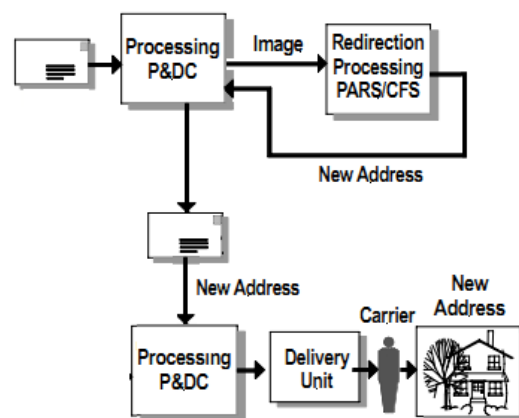 Processing
P&DC
Image
Redirection
Processing
PARS/CFS
New Address
New Address
Processing
P&DC
Delivery
Unit
Carrier
New
Address